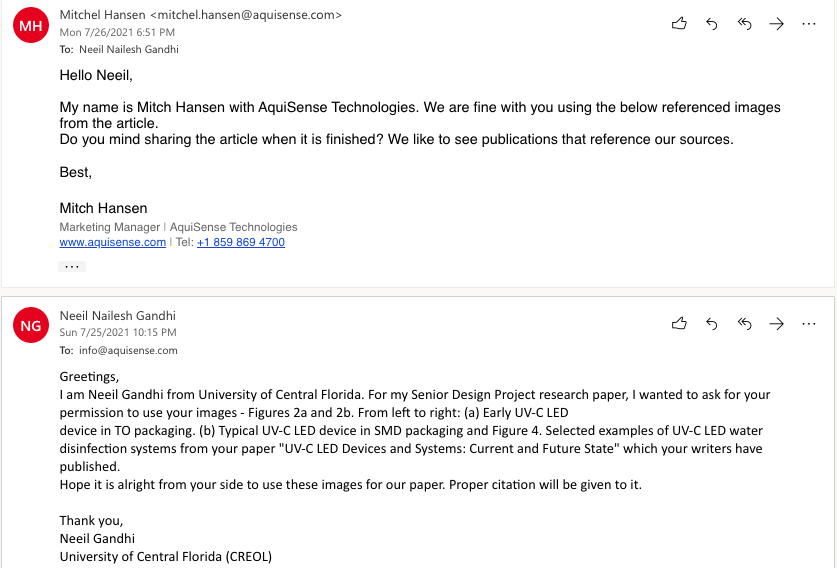 MH
Mitchel Hansen <mitchel.hansen@aquisense.com>
Mon 7/26/2021 6:51 PM
To: Neeil Nailesh Gandhi
Hello Neeil,
My name is Mitch Hansen with AquiSense Technologies. We are fine with you using the below referenced images
from the article.
Do you mind sharing the article when it is finished? We like to see publications that reference our sources.
Best,
Mitch Hansen
Marketing Manager | AquiSense Technologies
www.aquisense.com | Tel: +1 859 869 4700
NG
Neeil Nailesh Gandhi
Sun 7/25/2021 10:15 PM
To: info@aquisense.com
Greetings,
I am Neeil Gandhi from University of Central Florida. For my Senior Design Project research paper, I wanted to ask for your
permission to use your images - Figures 2a and 2b. From left to right: (a) Early UV-C LED
device in TO packaging. (b) Typical UV-C LED device in SMD packaging and Figure 4. Selected examples of UV-C LED water
disinfection systems from your paper "UV-C LED Devices and Systems: Current and Future State" which your writers have
published.
Hope it is alright from your side to use these images for our paper. Proper citation will be given to it.
Thank you,
Neeil Gandhi
University of Central Florida (CREOL)